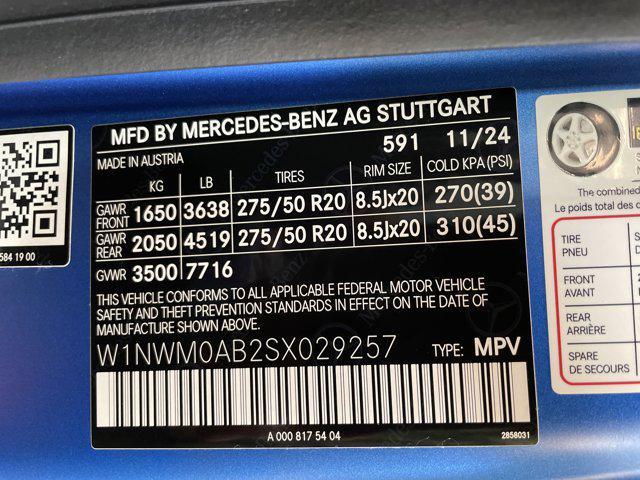 MFD BY MERCEDES-BENZ AG STUTTGART
MADE IN AUSTRIA 591 11/24
KG LB TIRES RIM SIZE COLD KPA (PSI)
GAWR FRONT 1650 3638 275/50 R20 8.5Jx20 270(39)
GAWR REAR 2050 4519 275/50 R20 8.5Jx20 310(45)
GVWR 3500 7716
THIS VEHICLE CONFORMS TO ALL APPLICABLE FEDERAL MOTOR VEHICLE
SAFETY AND THEFT PREVENTION STANDARDS IN EFFECT ON THE DATE OF
MANUFACTURE SHOWN ABOVE.
W1NWM0AB2SX029257 TYPE: MPV
A 000 817 54 04 2858031
584 19 00
The combined
Le poids total des
TIRE
PNEU
FRONT
AVANT
REAR
ARRIÈRE
SPARE
DE SECOURS